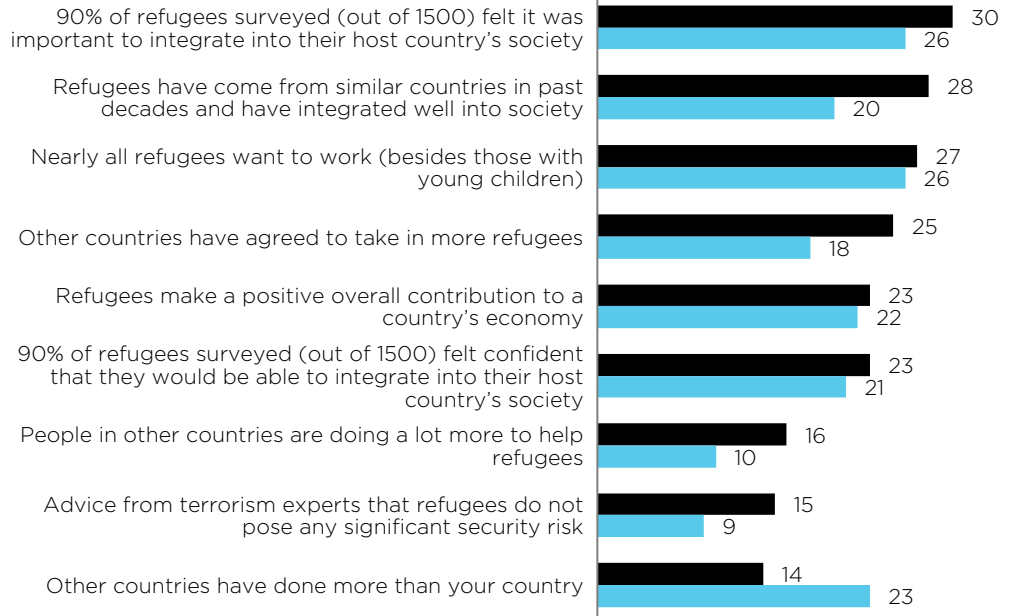 90% of refugees surveyed (out of 1500) felt it was
important to integrate into their host country's society
30
26
Refugees have come from similar countries in past
decades and have integrated well into society
28
20
Nearly all refugees want to work (besides those with
young children)
27
26
Other countries have agreed to take in more refugees
25
18
Refugees make a positive overall contribution to a
country's economy
23
22
90% of refugees surveyed (out of 1500) felt confident
that they would be able to integrate into their host
country's society
23
21
People in other countries are doing a lot more to help
refugees
16
10
Advice from terrorism experts that refugees do not
pose any significant security risk
15
9
Other countries have done more than your country
14
23